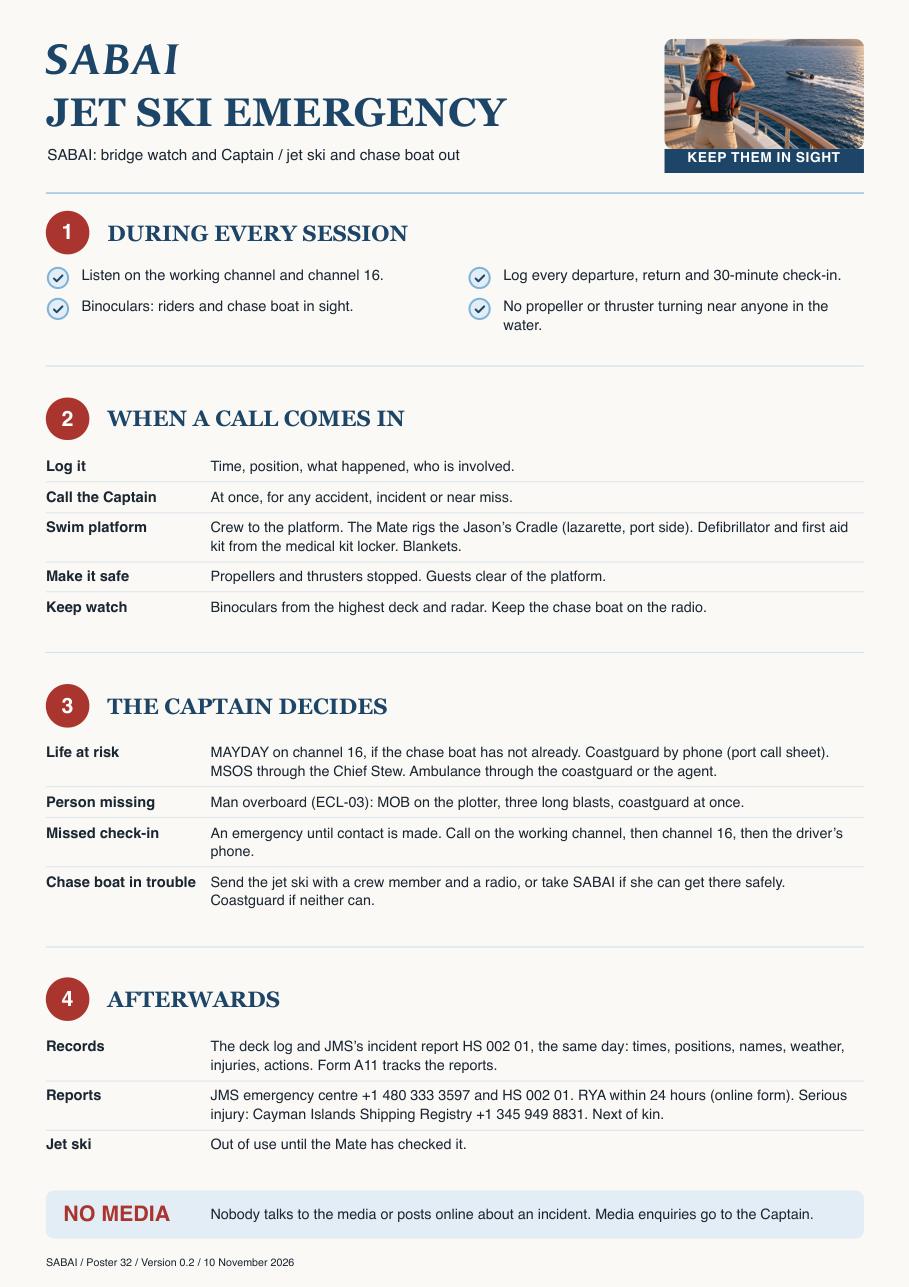 SABAI
JET SKI EMERGENCY
SABAI: bridge watch and Captain / jet ski and chase boat out
KEEP THEM IN SIGHT
1
DURING EVERY SESSION
Listen on the working channel and channel 16.
Log every departure, return and 30-minute check-in.
Binoculars: riders and chase boat in sight.
No propeller or thruster turning near anyone in the
water.
2
WHEN A CALL COMES IN
Log it Time, position, what happened, who is involved.
Call the Captain At once, for any accident, incident or near miss.
Swim platform Crew to the platform. The Mate rigs the Jason’s Cradle (lazarette, port side). Defibrillator and first aid
kit from the medical kit locker. Blankets.
Make it safe Propellers and thrusters stopped. Guests clear of the platform.
Keep watch Binoculars from the highest deck and radar. Keep the chase boat on the radio.
3
THE CAPTAIN DECIDES
Life at risk MAYDAY on channel 16, if the chase boat has not already. Coastguard by phone (port call sheet).
MSOS through the Chief Stew. Ambulance through the coastguard or the agent.
Person missing Man overboard (ECL-03): MOB on the plotter, three long blasts, coastguard at once.
Missed check-in An emergency until contact is made. Call on the working channel, then channel 16, then the driver’s
phone.
Chase boat in trouble Send the jet ski with a crew member and a radio, or take SABAI if she can get there safely.
Coastguard if neither can.
4
AFTERWARDS
Records The deck log and JMS’s incident report HS 002 01, the same day: times, positions, names, weather,
injuries, actions. Form A11 tracks the reports.
Reports JMS emergency centre +1 480 333 3597 and HS 002 01. RYA within 24 hours (online form). Serious
injury: Cayman Islands Shipping Registry +1 345 949 8831. Next of kin.
Jet ski Out of use until the Mate has checked it.
NO MEDIA Nobody talks to the media or posts online about an incident. Media enquiries go to the Captain.
SABAI / Poster 32 / Version 0.2 / 10 November 2026